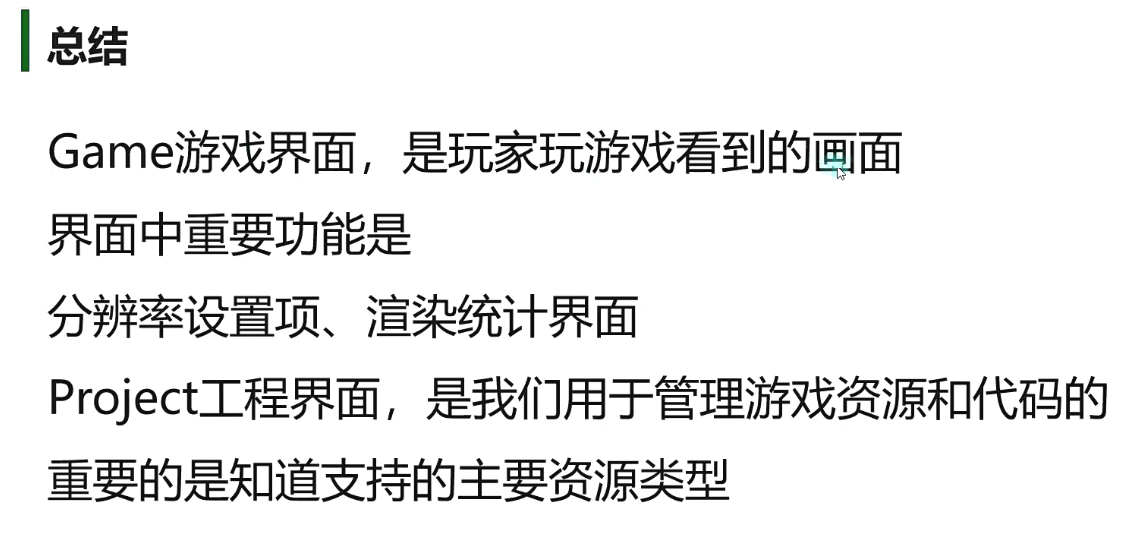 总结
Game游戏界面，是玩家玩游戏看到的画面
界面中重要功能是
分辨率设置项、渲染统计界面
Project工程界面，是我们用于管理游戏资源和代码的
重要的是知道支持的主要资源类型